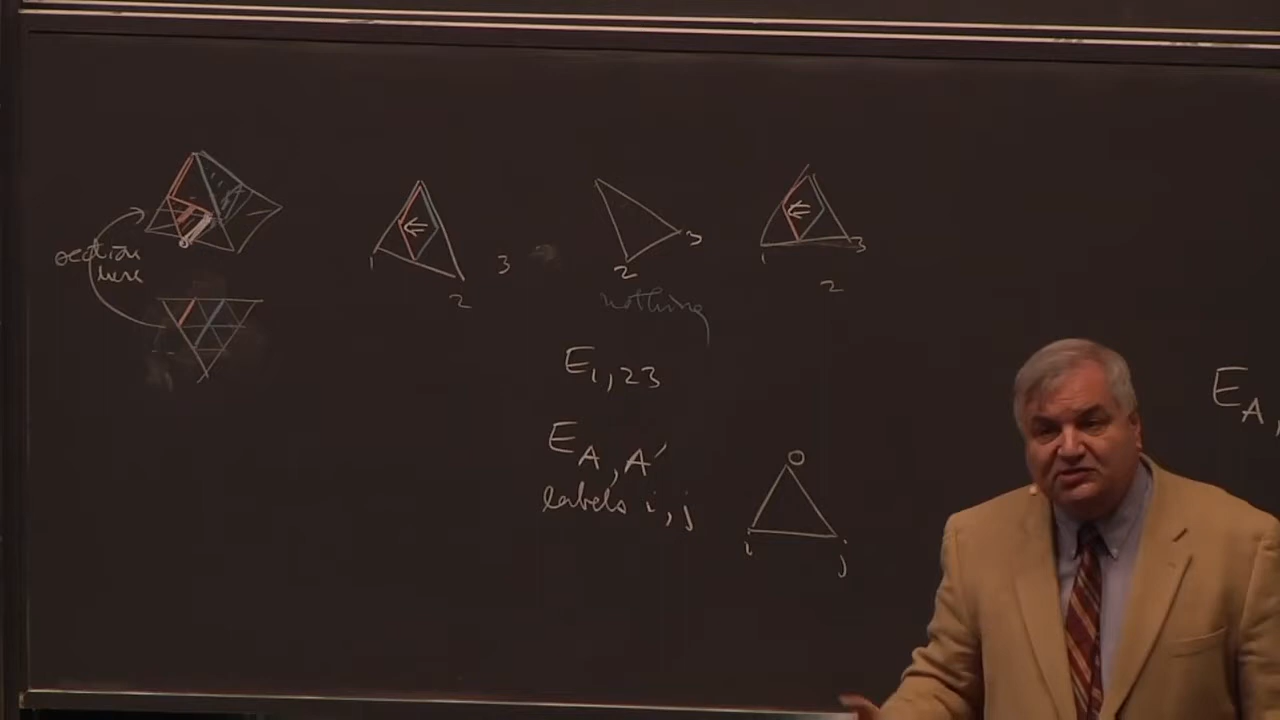 section
here
1
2
3
2
3
nothing
1
3
2
E1,23
EA,A′
labels i, j
0
i
j
EA,